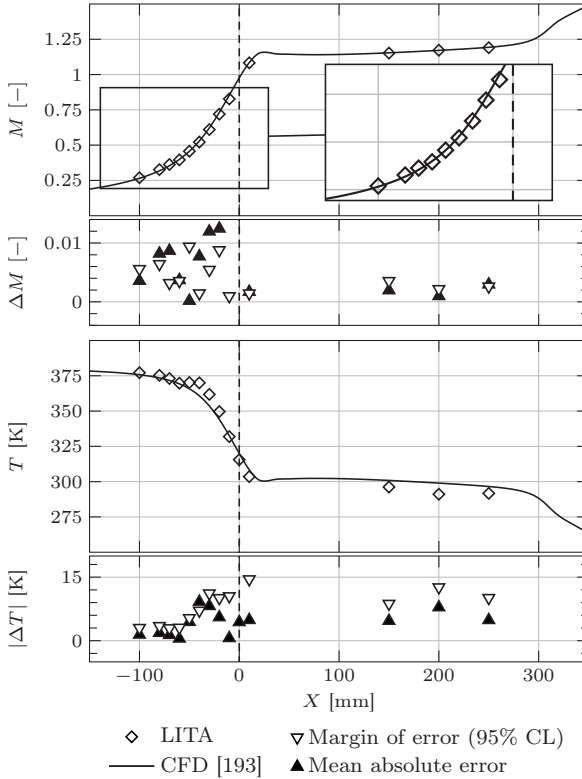 1.25
1
0.75
0.5
0.25
M [−]
0.01
0
ΔM [−]
375
350
325
300
275
T [K]
15
0
|ΔT| [K]
−100 0 100 200 300
X [mm]
LITA
Margin of error (95% CL)
CFD [193]
Mean absolute error